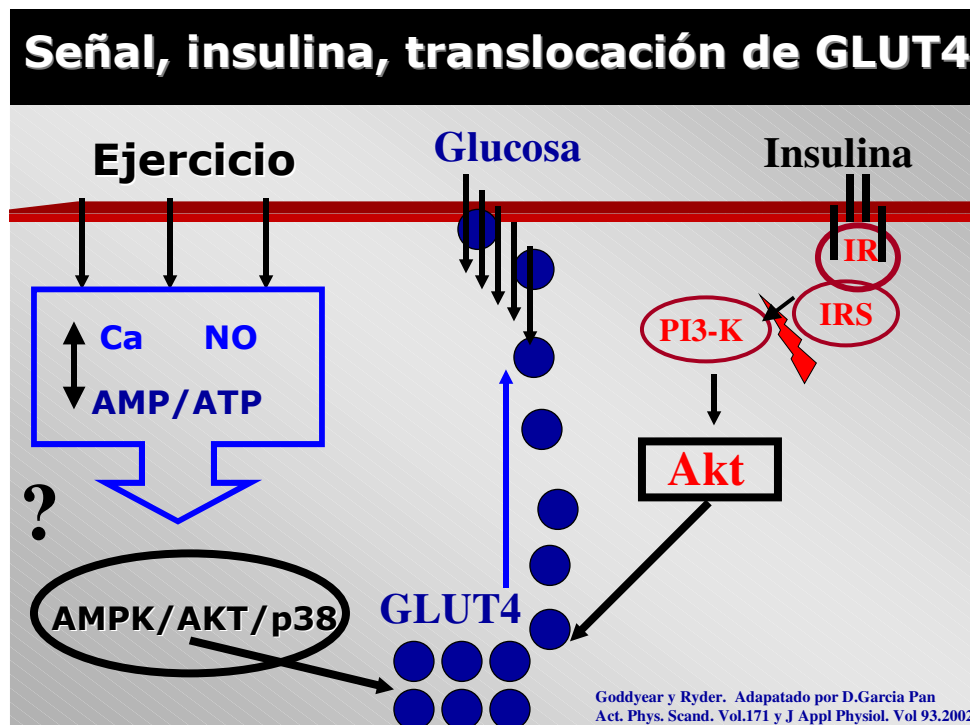 Señal, insulina, translocación de GLUT4
Ejercicio
Glucosa
Insulina
IR
IRS
PI3-K
Ca NO
AMP/ATP
Akt
?
AMPK/AKT/p38
GLUT4
Goddyear y Ryder. Adapatado por D.Garcia Pan
Act. Phys. Scand. Vol.171 y J Appl Physiol. Vol 93.2002